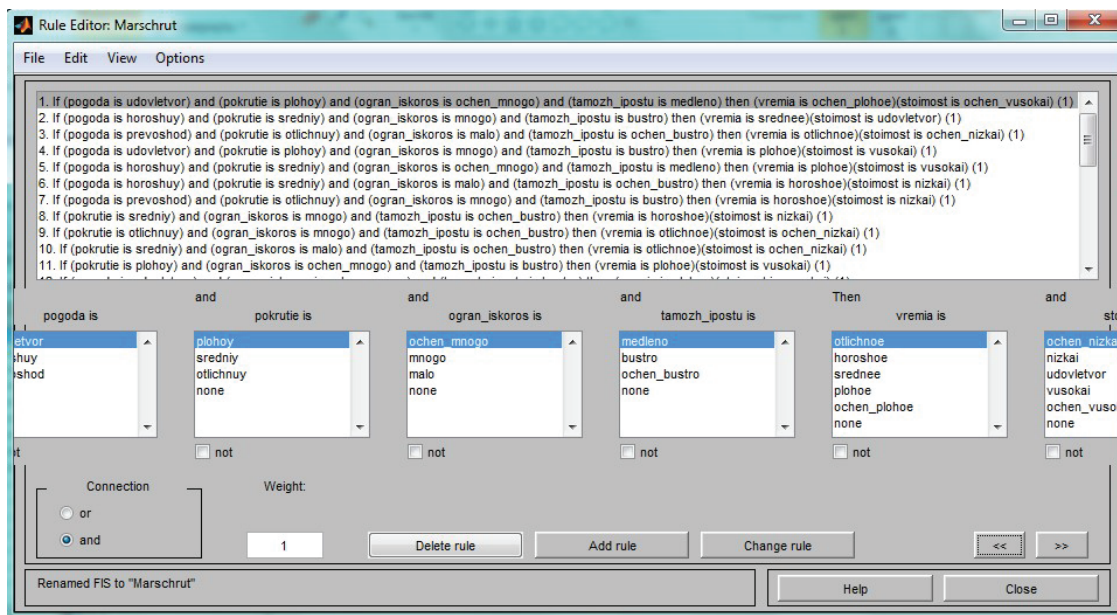 Rule Editor: Marschrut
File Edit View Options
1. If (pogoda is udovletvor) and (pokrutie is plohoy) and (ogran_iskoros is ochen_mnogo) and (tamozh_ipostu is medleno) then (vremia is ochen_plohoe)(stoimost is ochen_vusokai) (1)
2. If (pogoda is horoshuy) and (pokrutie is sredniy) and (ogran_iskoros is mnogo) and (tamozh_ipostu is bustro) then (vremia is srednee)(stoimost is udovletvor) (1)
3. If (pogoda is prevoshod) and (pokrutie is otlichnuy) and (ogran_iskoros is malo) and (tamozh_ipostu is ochen_bustro) then (vremia is otlichnoe)(stoimost is ochen_nizkai) (1)
4. If (pogoda is udovletvor) and (pokrutie is plohoy) and (ogran_iskoros is mnogo) and (tamozh_ipostu is bustro) then (vremia is plohoe)(stoimost is vusokai) (1)
5. If (pogoda is horoshuy) and (pokrutie is sredniy) and (ogran_iskoros is ochen_mnogo) and (tamozh_ipostu is medleno) then (vremia is plohoe)(stoimost is vusokai) (1)
6. If (pogoda is horoshuy) and (pokrutie is sredniy) and (ogran_iskoros is malo) and (tamozh_ipostu is ochen_bustro) then (vremia is horoshoe)(stoimost is nizkai) (1)
7. If (pogoda is prevoshod) and (pokrutie is otlichnuy) and (ogran_iskoros is mnogo) and (tamozh_ipostu is bustro) then (vremia is horoshoe)(stoimost is nizkai) (1)
8. If (pokrutie is sredniy) and (ogran_iskoros is mnogo) and (tamozh_ipostu is ochen_bustro) then (vremia is horoshoe)(stoimost is nizkai) (1)
9. If (pokrutie is otlichnuy) and (ogran_iskoros is mnogo) and (tamozh_ipostu is ochen_bustro) then (vremia is otlichnoe)(stoimost is ochen_nizkai) (1)
10. If (pokrutie is sredniy) and (ogran_iskoros is malo) and (tamozh_ipostu is ochen_bustro) then (vremia is otlichnoe)(stoimost is ochen_nizkai) (1)
11. If (pokrutie is plohoy) and (ogran_iskoros is ochen_mnogo) and (tamozh_ipostu is bustro) then (vremia is plohoe)(stoimost is vusokai) (1)
and and and Then and
pogoda is pokrutie is ogran_iskoros is tamozh_ipostu is vremia is sto
etvor plohoy ochen_mnogo medleno otlichnoe ochen_nizka
shuy sredniy mnogo bustro horoshoe nizkai
shod otlichnuy malo ochen_bustro srednee udovletvor
none none none plohoe vusokai
ochen_plohoe ochen_vuso
none none
not not not not not
Connection Weight:
or
and 1 Delete rule Add rule Change rule << >>
Renamed FIS to "Marschrut" Help Close